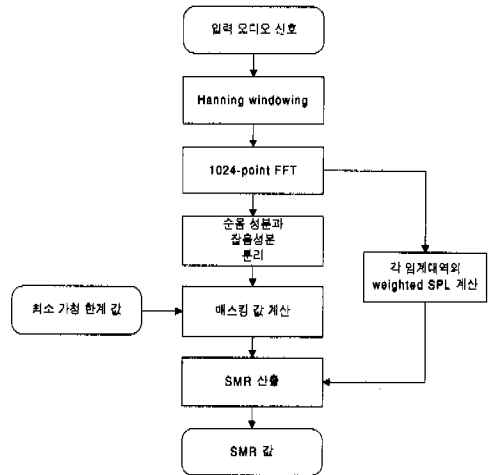 입력 오디오 신호
Hanning windowing
1024-point FFT
순음 성분과
잡음성분
분리
각 임계대역의
weighted SPL 계산
최소 가청 한계 값
매스킹 값 계산
SMR 산출
SMR 값